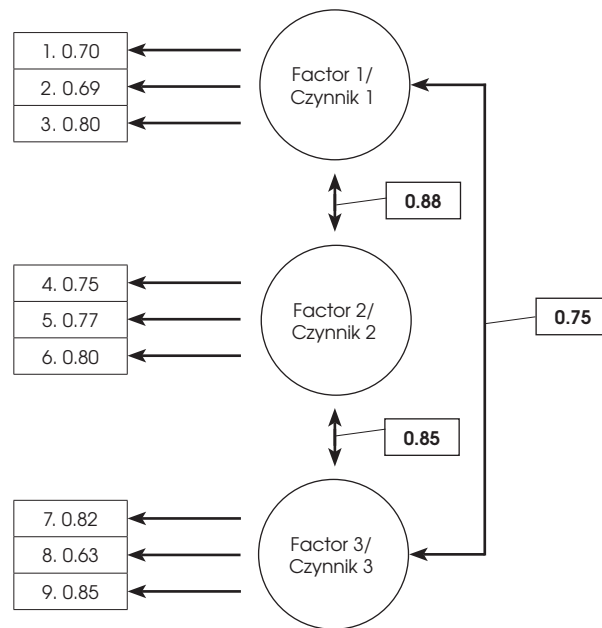 1. 0.70
2. 0.69
3. 0.80
Factor 1/
Czynnik 1
0.88
4. 0.75
5. 0.77
6. 0.80
Factor 2/
Czynnik 2
0.75
0.85
7. 0.82
8. 0.63
9. 0.85
Factor 3/
Czynnik 3